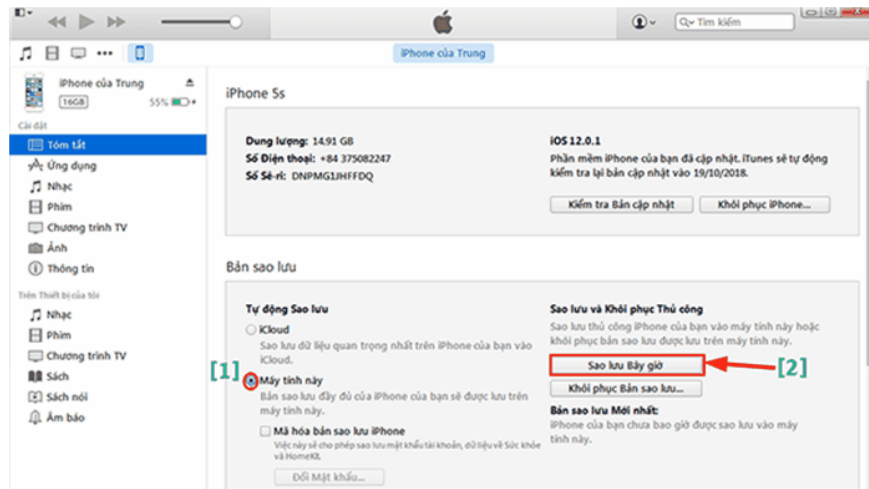 Tìm kiếm
iPhone của Trung
iPhone của Trung
16GB
55%
Cài đặt
Tóm tắt
Ứng dụng
Nhạc
Phim
Chương trình TV
Ảnh
Thông tin
Trên Thiết bị của tôi
Nhạc
Phim
Chương trình TV
Sách
Sách nói
Âm báo
iPhone 5s
Dung lượng: 14,91 GB
Số Điện thoại: +84 375082247
Số Sê-ri: DNPMG1JHFFDQ
iOS 12.0.1
Phần mềm iPhone của bạn đã cập nhật. iTunes sẽ tự động
kiểm tra lại bản cập nhật vào 19/10/2018.
Kiểm tra Bản cập nhật
Khôi phục iPhone...
Bản sao lưu
Tự động Sao lưu
iCloud
Sao lưu dữ liệu quan trọng nhất trên iPhone của bạn vào
iCloud.
[1]
Máy tính này
Bản sao lưu đầy đủ của iPhone của bạn sẽ được lưu trên
máy tính này.
Mã hóa bản sao lưu iPhone
Việc này sẽ cho phép sao lưu mật khẩu tài khoản, dữ liệu về Sức khỏe
và HomeKit.
Đổi Mật khẩu...
Sao lưu và Khôi phục Thủ công
Sao lưu thủ công iPhone của bạn vào máy tính này hoặc
khôi phục bản sao lưu được lưu trên máy tính này.
Sao lưu Bây giờ
[2]
Khôi phục Bản sao lưu...
Bản sao lưu Mới nhất:
iPhone của bạn chưa bao giờ được sao lưu vào máy
tính này.